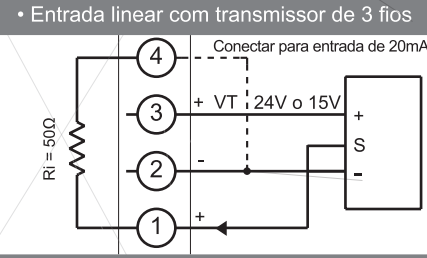 • Entrada linear com transmissor de 3 fios
Conectar para entrada de 20mA
4
3
+ VT 24V o 15V
+
S
-
Ri = 50Ω
2
-
1
+